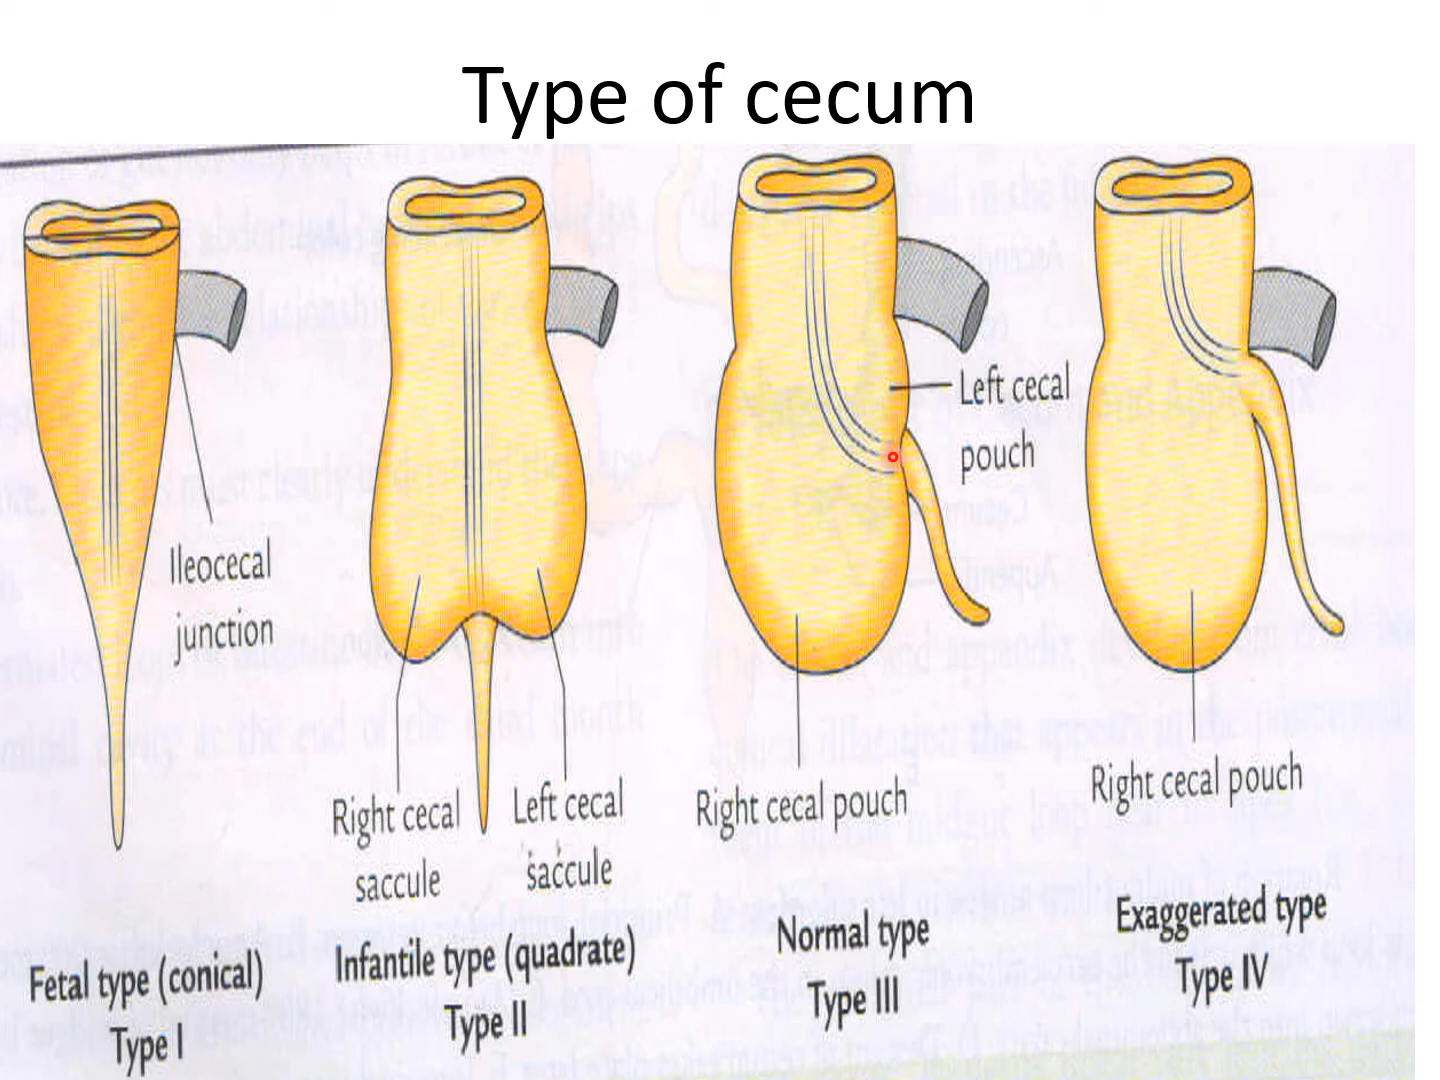 Type of cecum
Ileocecal
junction
Right cecal
saccule
Left cecal
saccule
Left cecal
pouch
Right cecal pouch
Right cecal pouch
Fetal type (conical)
Type I
Infantile type (quadrate)
Type II
Normal type
Type III
Exaggerated type
Type IV